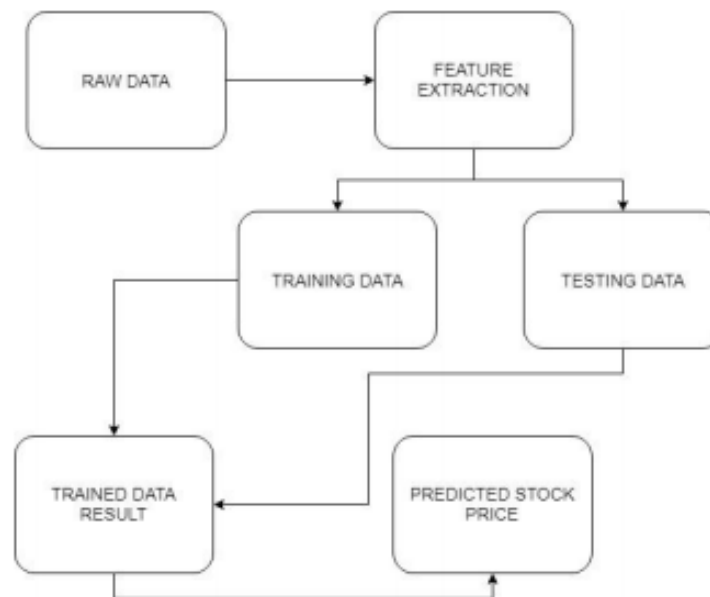 RAW DATA
FEATURE
EXTRACTION
TRAINING DATA
TESTING DATA
TRAINED DATA
RESULT
PREDICTED STOCK
PRICE